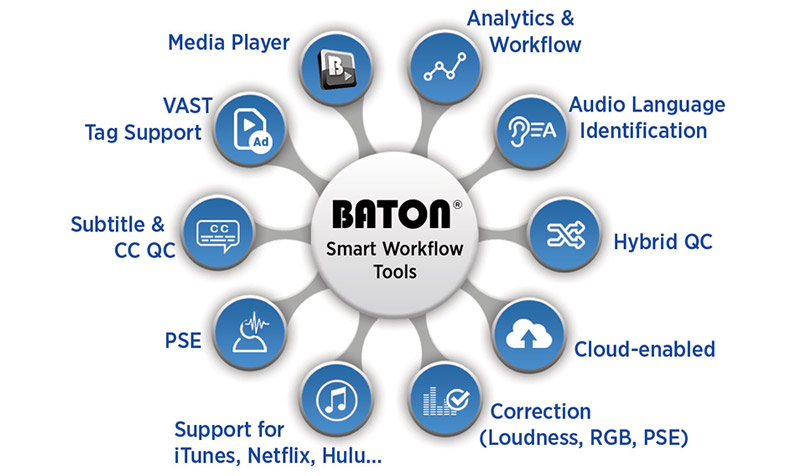 Media Player
Analytics &
Workflow
VAST
Tag Support
Ad
Audio Language
Identification
A
BATON®
Smart Workflow
Tools
Subtitle &
CC QC
CC
Hybrid QC
PSE
Cloud-enabled
Support for
iTunes, Netflix, Hulu...
Correction
(Loudness, RGB, PSE)
B